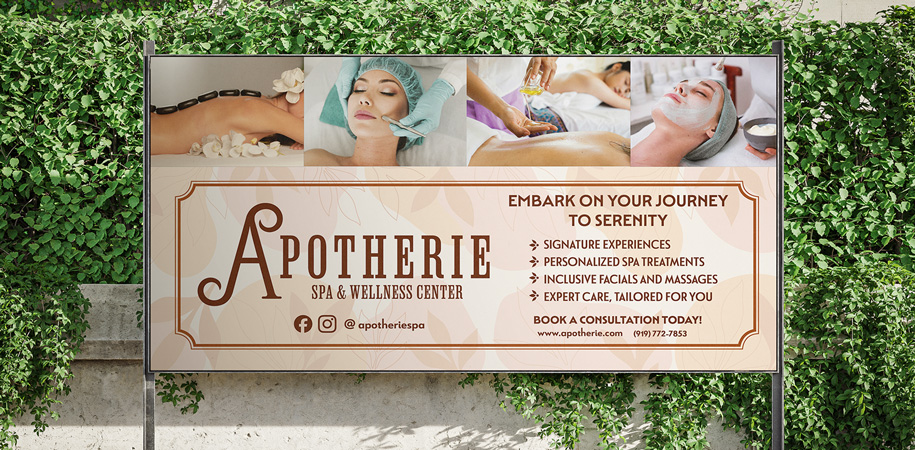 APOTHERIE
SPA & WELLNESS CENTER
@apotheriespa
EMBARK ON YOUR JOURNEY
TO SERENITY
SIGNATURE EXPERIENCES
PERSONALIZED SPA TREATMENTS
INCLUSIVE FACIALS AND MASSAGES
EXPERT CARE, TAILORED FOR YOU
BOOK A CONSULTATION TODAY!
www.apotherie.com (919) 772-7853